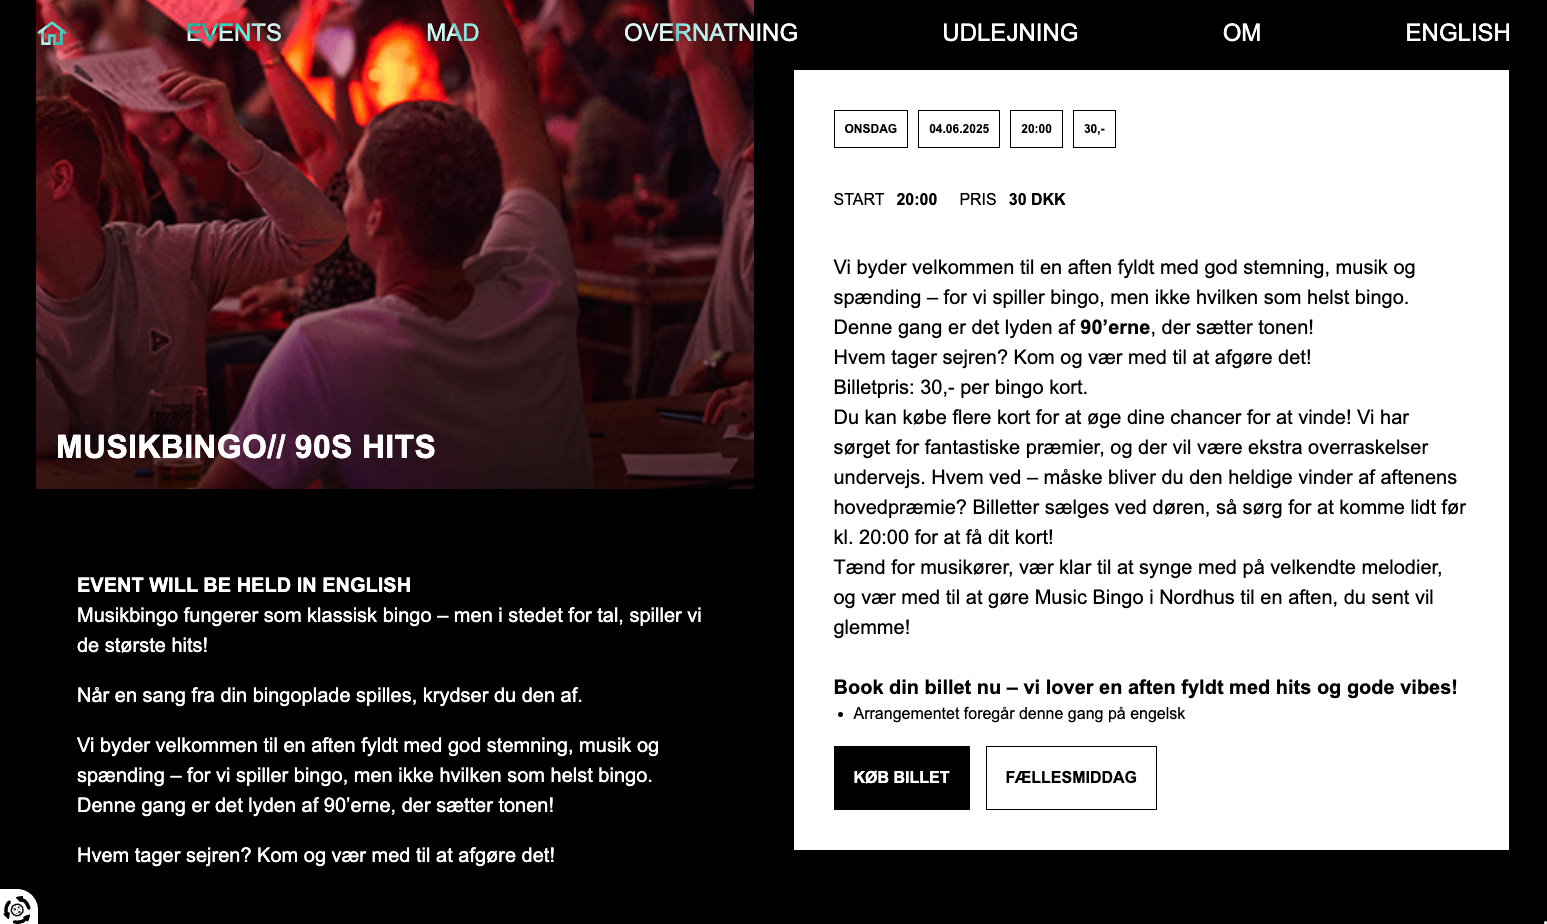 EVENTS MAD OVERNATNING UDLEJNING OM ENGLISH
MUSIKBINGO// 90S HITS
EVENT WILL BE HELD IN ENGLISH
Musikbingo fungerer som klassisk bingo – men i stedet for tal, spiller vi
de største hits!
Når en sang fra din bingoplade spilles, krydser du den af.
Vi byder velkommen til en aften fyldt med god stemning, musik og
spænding – for vi spiller bingo, men ikke hvilken som helst bingo.
Denne gang er det lyden af 90’erne, der sætter tonen!
Hvem tager sejren? Kom og vær med til at afgøre det!
ONSDAG 04.06.2025 20:00 30,-
START 20:00 PRIS 30 DKK
Vi byder velkommen til en aften fyldt med god stemning, musik og
spænding – for vi spiller bingo, men ikke hvilken som helst bingo.
Denne gang er det lyden af 90’erne, der sætter tonen!
Hvem tager sejren? Kom og vær med til at afgøre det!
Billetpris: 30,- per bingo kort.
Du kan købe flere kort for at øge dine chancer for at vinde! Vi har
sørget for fantastiske præmier, og der vil være ekstra overraskelser
undervejs. Hvem ved – måske bliver du den heldige vinder af aftenens
hovedpræmie? Billetter sælges ved døren, så sørg for at komme lidt før
kl. 20:00 for at få dit kort!
Tænd for musikører, vær klar til at synge med på velkendte melodier,
og vær med til at gøre Music Bingo i Nordhus til en aften, du sent vil
glemme!
Book din billet nu – vi lover en aften fyldt med hits og gode vibes!
• Arrangementet foregår denne gang på engelsk
KØB BILLET FÆLLESMIDDAG